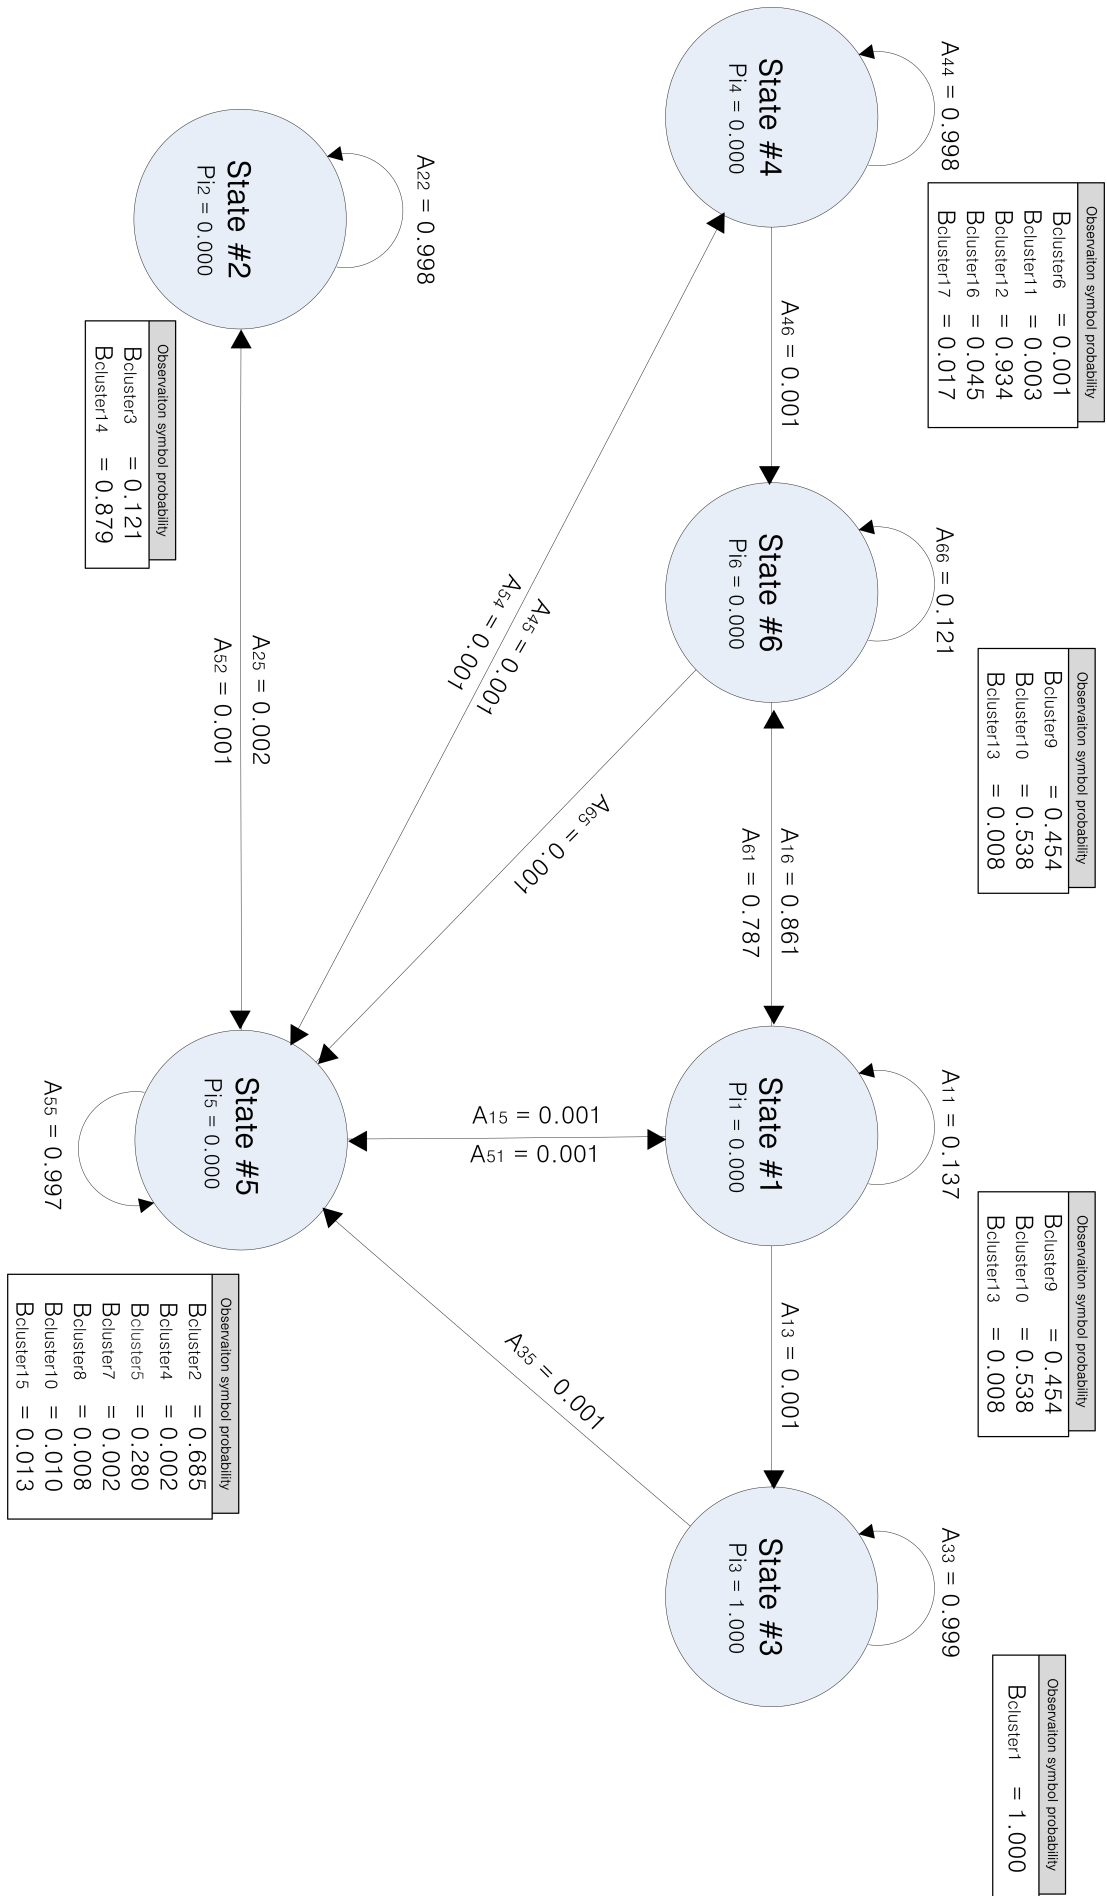 A44 = 0.998
Observaiton symbol probability
Bcluster6 = 0.001
Bcluster11 = 0.003
Bcluster12 = 0.934
Bcluster16 = 0.045
Bcluster17 = 0.017
State #4
Pi4 = 0.000
A46 = 0.001
A66 = 0.121
Observaiton symbol probability
Bcluster9 = 0.454
Bcluster10 = 0.538
Bcluster13 = 0.008
State #6
Pi6 = 0.000
A16 = 0.861
A61 = 0.787
A11 = 0.137
Observaiton symbol probability
Bcluster9 = 0.454
Bcluster10 = 0.538
Bcluster13 = 0.008
State #1
Pi1 = 0.000
A13 = 0.001
A33 = 0.999
Observaiton symbol probability
Bcluster1 = 1.000
State #3
Pi3 = 1.000
A45 = 0.001
A54 = 0.001
A65 = 0.001
A15 = 0.001
A51 = 0.001
A35 = 0.001
A22 = 0.998
State #2
Pi2 = 0.000
Observaiton symbol probability
Bcluster3 = 0.121
Bcluster14 = 0.879
A25 = 0.002
A52 = 0.001
State #5
Pi5 = 0.000
A55 = 0.997
Observaiton symbol probability
Bcluster2 = 0.685
Bcluster4 = 0.002
Bcluster5 = 0.280
Bcluster7 = 0.002
Bcluster8 = 0.008
Bcluster10 = 0.010
Bcluster15 = 0.013